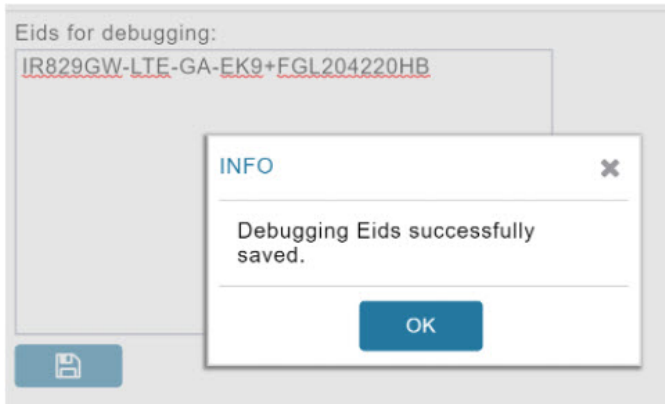 Eids for debugging:
IR829GW-LTE-GA-EK9+FGL204220HB
INFO
Debugging Eids successfully
saved.
OK